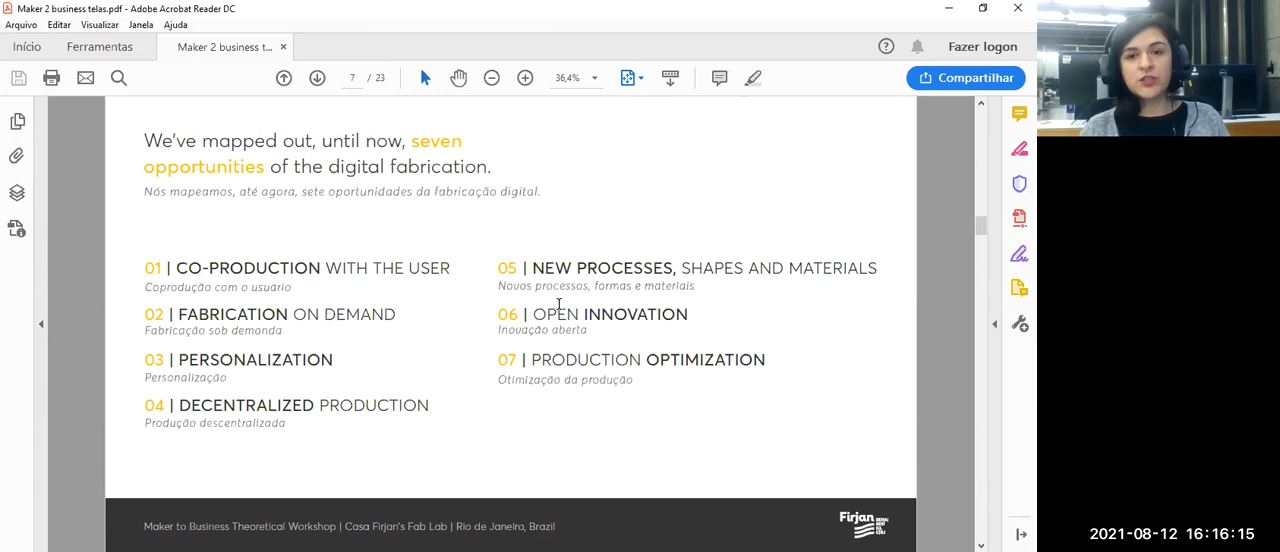 Maker 2 business telas.pdf - Adobe Acrobat Reader DC
Arquivo Editar Visualizar Janela Ajuda
Início Ferramentas Maker 2 business t... × Fazer logon
7 / 23 36,4% Compartilhar
We've mapped out, until now, seven
opportunities of the digital fabrication.
Nós mapeamos, até agora, sete oportunidades da fabricação digital.
01 | CO-PRODUCTION WITH THE USER
Coprodução com o usuário
02 | FABRICATION ON DEMAND
Fabricação sob demanda
03 | PERSONALIZATION
Personalização
04 | DECENTRALIZED PRODUCTION
Produção descentralizada
05 | NEW PROCESSES, SHAPES AND MATERIALS
Novos processos, formas e materiais
06 | OPEN INNOVATION
Inovação aberta
07 | PRODUCTION OPTIMIZATION
Otimização da produção
Maker to Business Theoretical Workshop | Casa Firjan's Fab Lab | Rio de Janeiro, Brazil
Firjan
2021-08-12 16:16:15